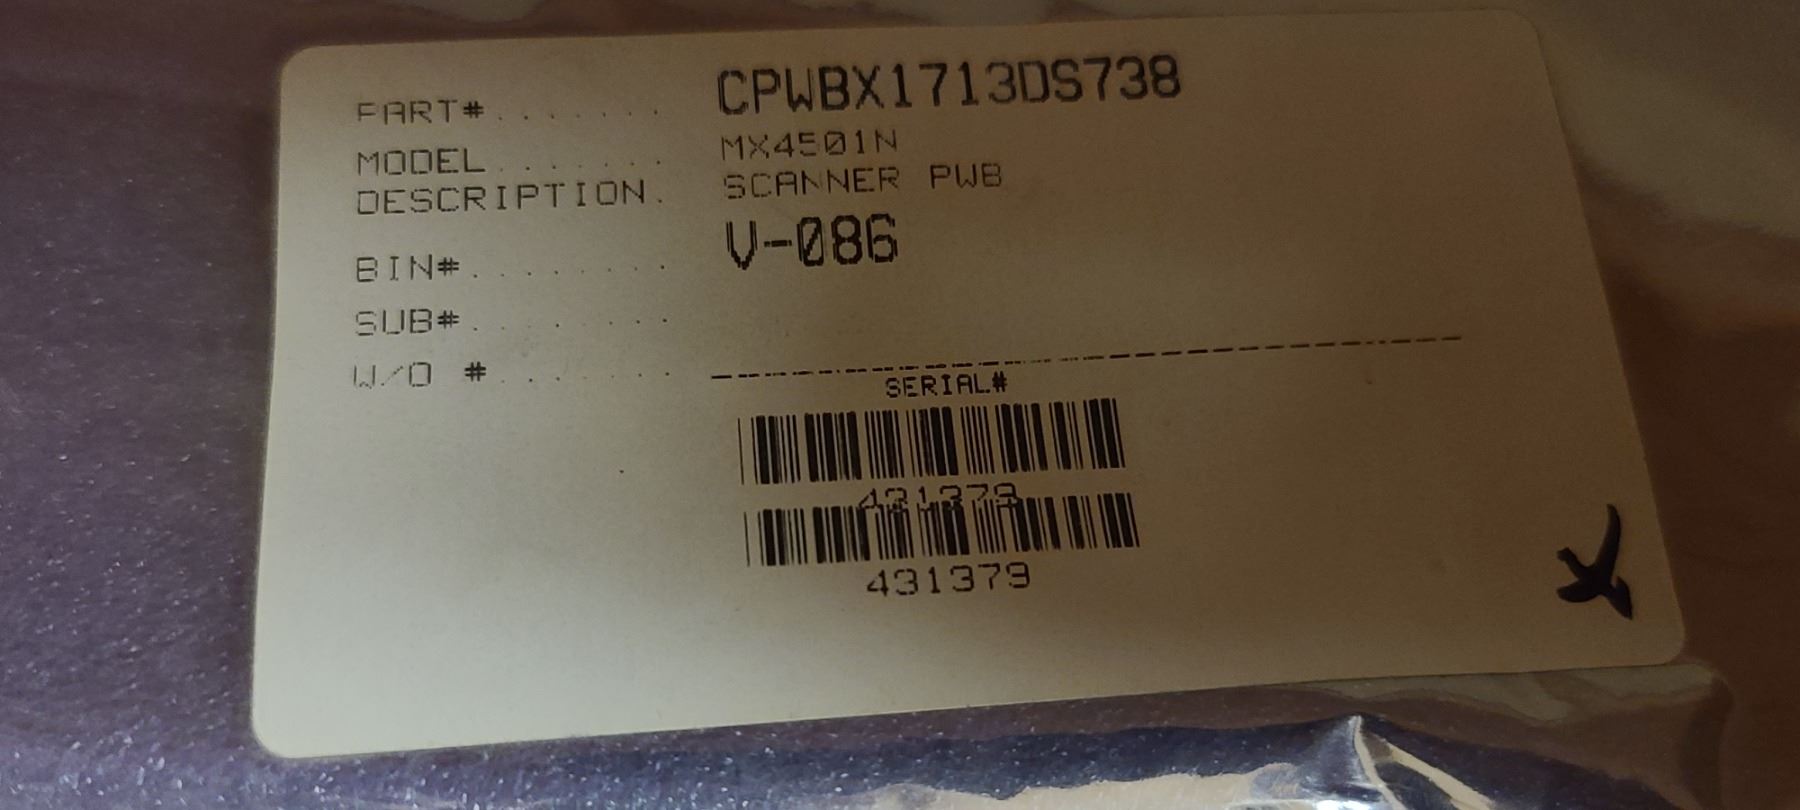 PART#........ CPWBX1713DS738
MODEL........ MX4501N
DESCRIPTION. SCANNER PWB
BIN#......... V-086
SUB#.........
W/O #........
SERIAL#
431379
431379